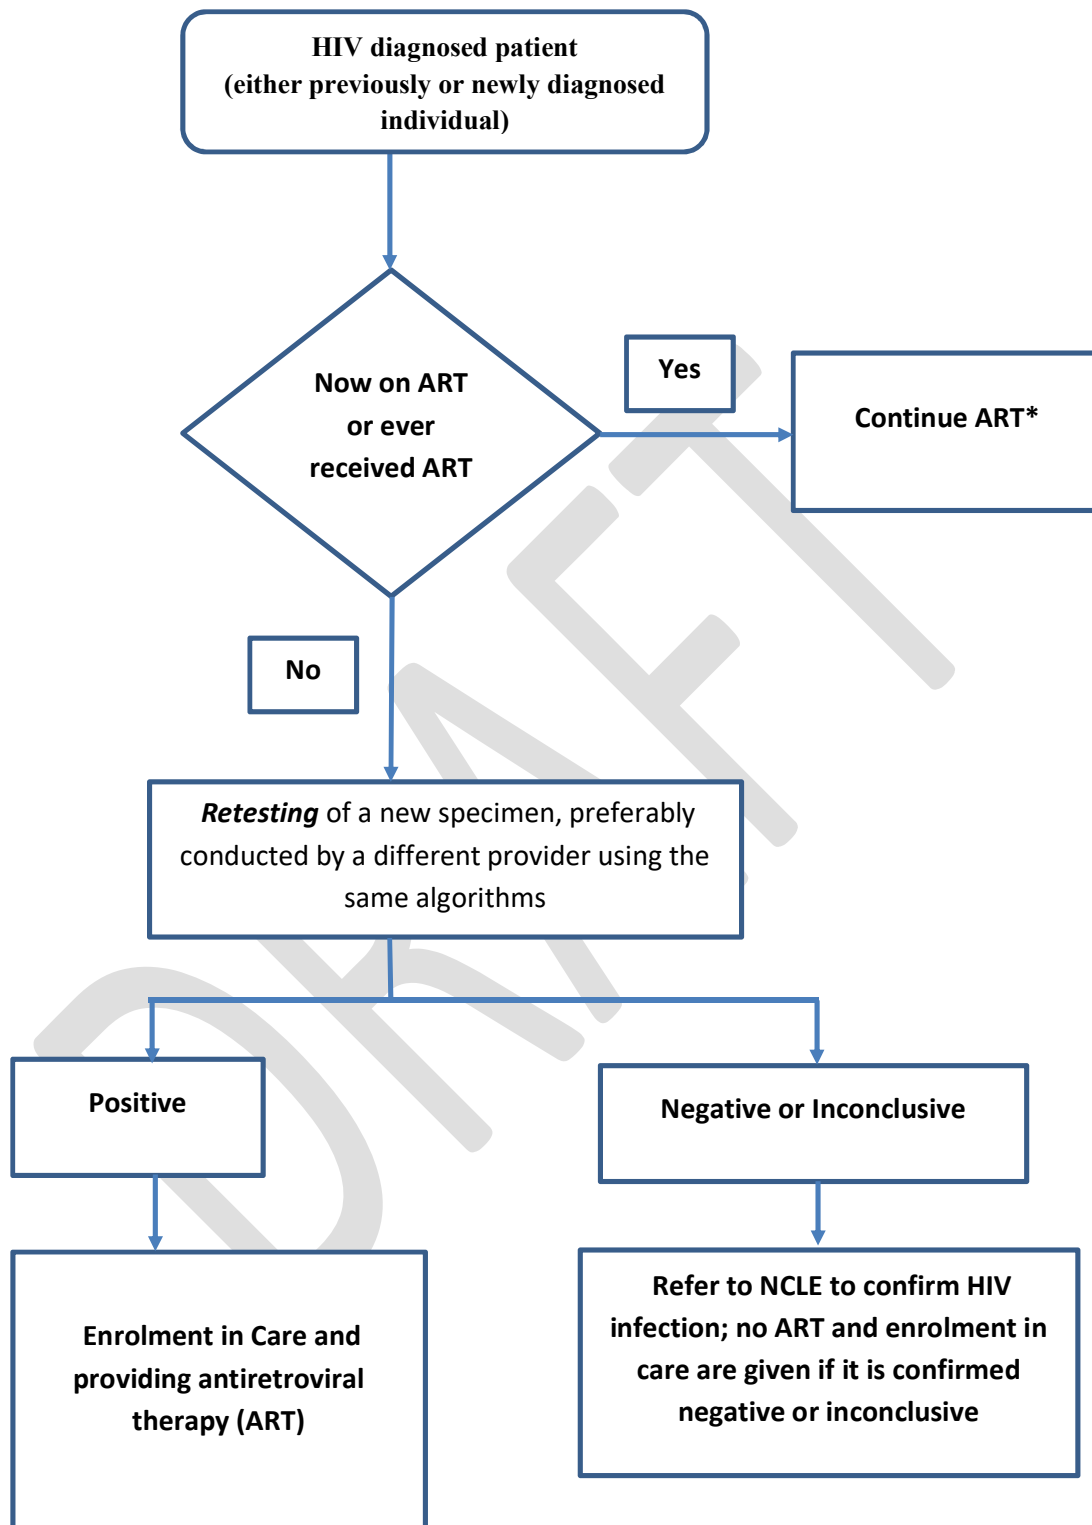 HIV diagnosed patient
(either previously or newly diagnosed
individual)
Now on ART
or ever
received ART
Yes
Continue ART*
No
Retesting of a new specimen, preferably
conducted by a different provider using the
same algorithms
Positive
Negative or Inconclusive
Enrolment in Care and
providing antiretroviral
therapy (ART)
Refer to NCLE to confirm HIV
infection; no ART and enrolment in
care are given if it is confirmed
negative or inconclusive
DRAFT